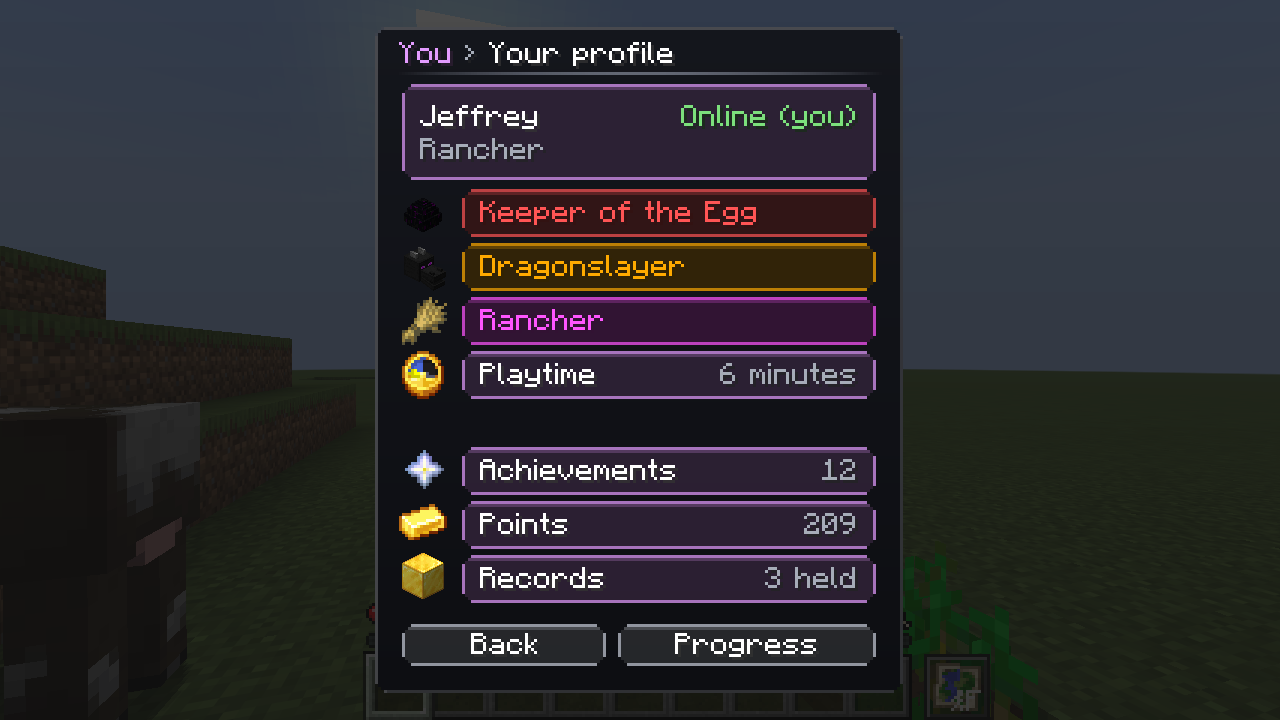 You > Your profile
Jeffrey Online (you)
Rancher
Keeper of the Egg
Dragonslayer
Rancher
Playtime 6 minutes
Achievements 12
Points 209
Records 3 held
Back Progress